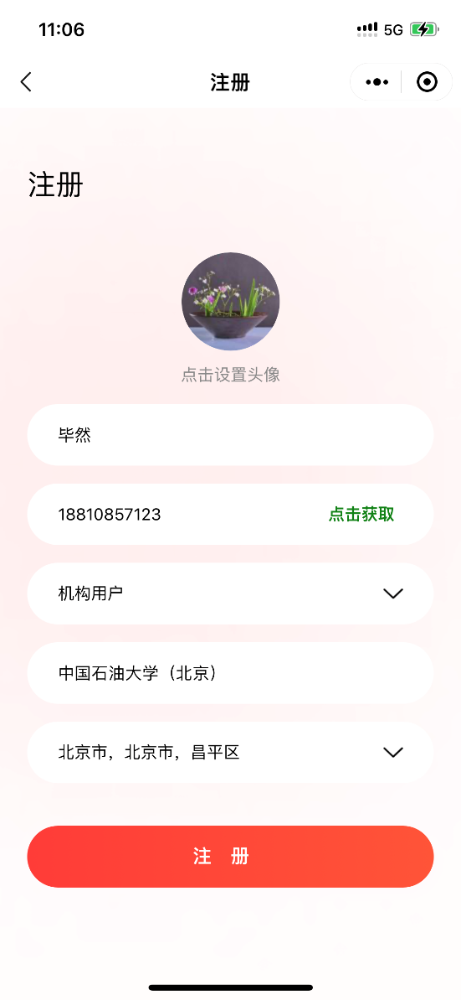 11:06
5G
注册
注册
点击设置头像
毕然
18810857123 点击获取
机构用户
中国石油大学（北京）
北京市，北京市，昌平区
注 册